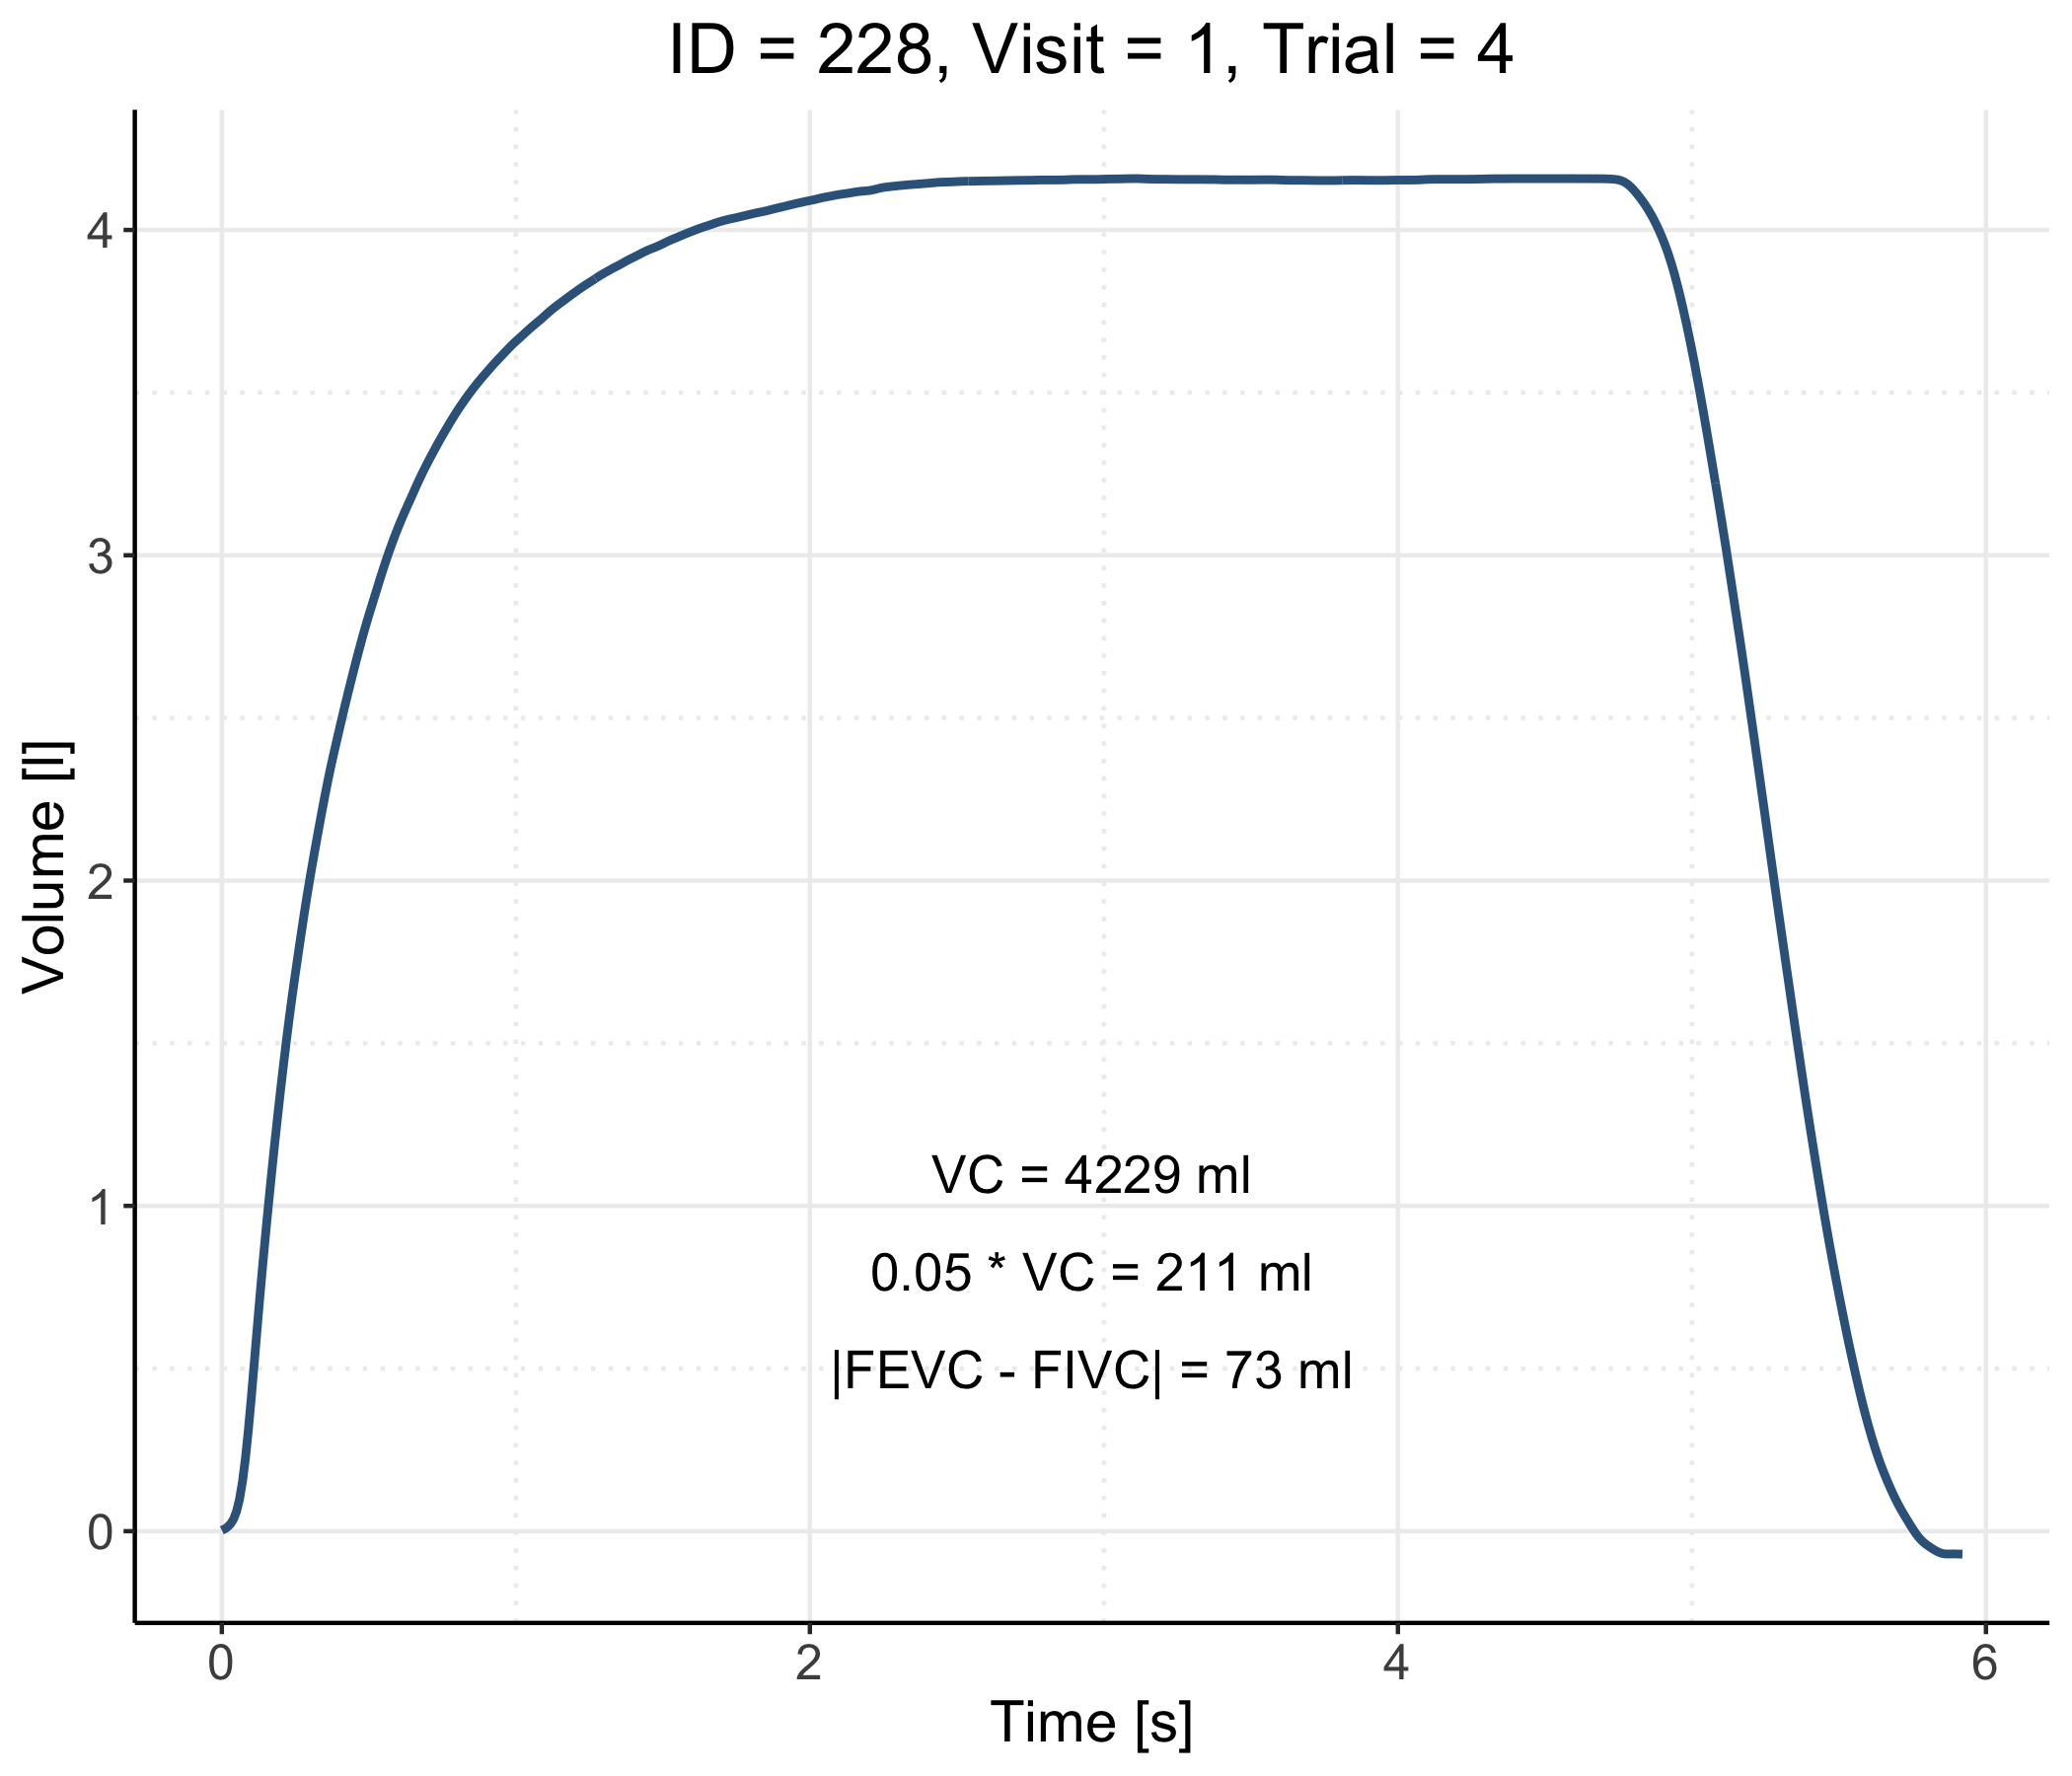 ID = 228, Visit = 1, Trial = 4
4
3
2
1
0
Volume [l]
VC = 4229 ml
0.05 * VC = 211 ml
|FEVC - FIVC| = 73 ml
0 2 4 6
Time [s]